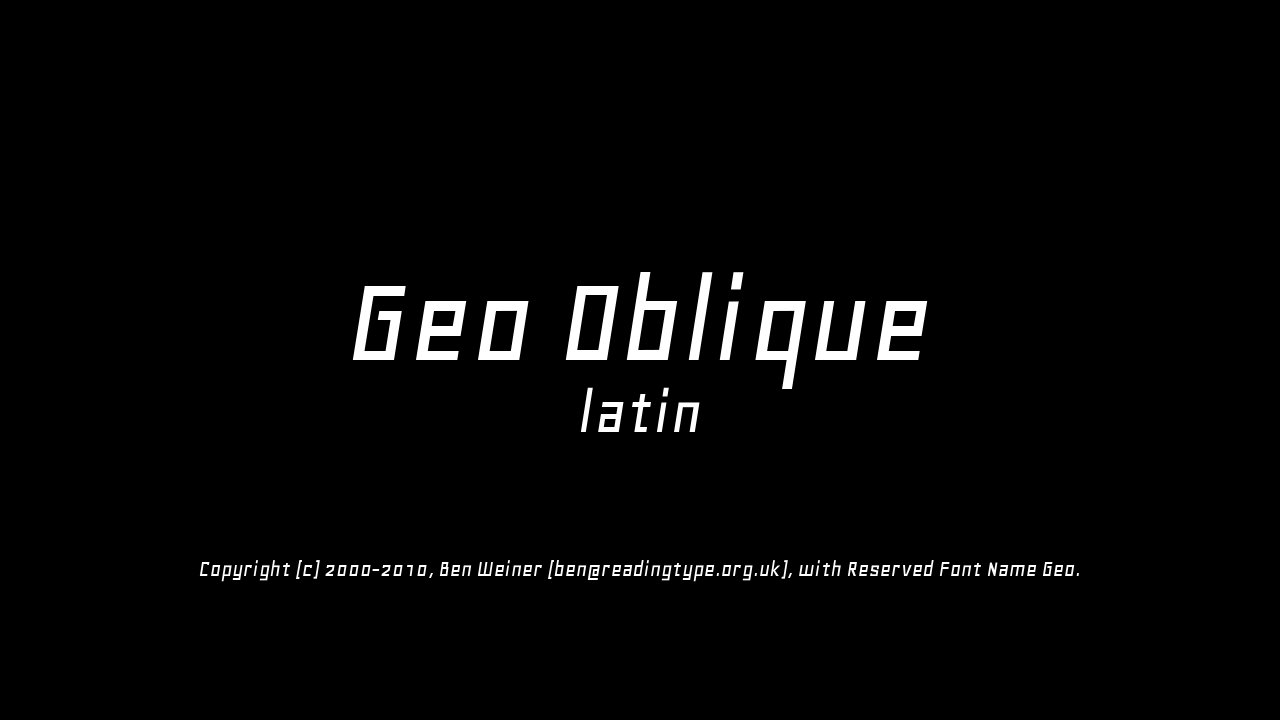 Geo Oblique
latin
Copyright [c] 2000-2010, Ben Weiner [ben@readingtype.org.uk], with Reserved Font Name Geo.